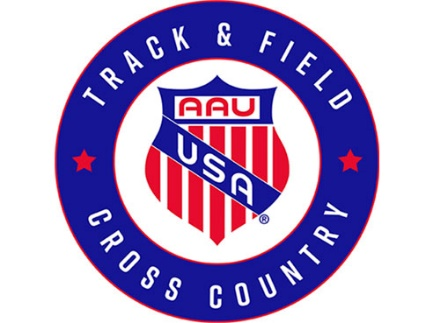 TRACK & FIELD
AAU
USA
®
CROSS COUNTRY